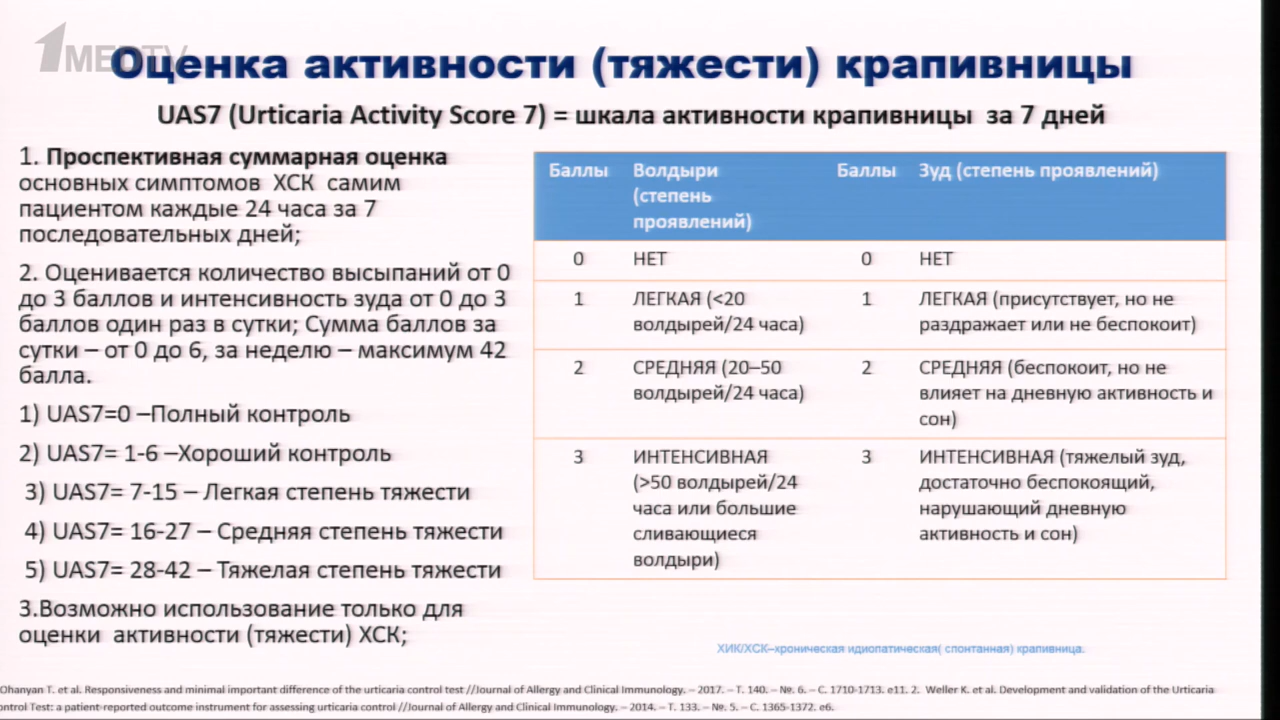 1MEDTV
Оценка активности (тяжести) крапивницы
UAS7 (Urticaria Activity Score 7) = шкала активности крапивницы за 7 дней
1. Проспективная суммарная оценка
основных симптомов ХСК самим
пациентом каждые 24 часа за 7
последовательных дней;
2. Оценивается количество высыпаний от 0
до 3 баллов и интенсивность зуда от 0 до 3
баллов один раз в сутки; Сумма баллов за
сутки – от 0 до 6, за неделю – максимум 42
балла.
1) UAS7=0 –Полный контроль
2) UAS7= 1-6 –Хороший контроль
3) UAS7= 7-15 – Легкая степень тяжести
4) UAS7= 16-27 – Средняя степень тяжести
5) UAS7= 28-42 – Тяжелая степень тяжести
3.Возможно использование только для
оценки активности (тяжести) ХСК;
Баллы Волдыри Баллы Зуд (степень проявлений)
(степень
проявлений)
0 НЕТ 0 НЕТ
1 ЛЕГКАЯ (<20 1 ЛЕГКАЯ (присутствует, но не
волдырей/24 часа) раздражает или не беспокоит)
2 СРЕДНЯЯ (20–50 2 СРЕДНЯЯ (беспокоит, но не
волдырей/24 часа) влияет на дневную активность и
сон)
3 ИНТЕНСИВНАЯ 3 ИНТЕНСИВНАЯ (тяжелый зуд,
(>50 волдырей/24 достаточно беспокоящий,
часа или большие нарушающий дневную
сливающиеся активность и сон)
волдыри)
ХИК/ХСК–хроническая идиопатическая( спонтанная) крапивница.
Ohanyan T. et al. Responsiveness and minimal important difference of the urticaria control test //Journal of Allergy and Clinical Immunology. – 2017. – Т. 140. – №. 6. – С. 1710-1713. e11. 2. Weller K. et al. Development and validation of the Urticaria
ontrol Test: a patient-reported outcome instrument for assessing urticaria control //Journal of Allergy and Clinical Immunology. – 2014. – Т. 133. – №. 5. – С. 1365-1372. e6.